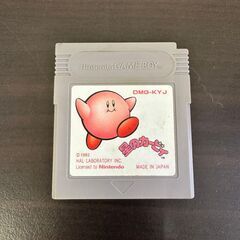 Nintendo GAME BOY
DMG-KYJ
星のカービィ
© 1992
HAL LABORATORY INC.
Licensed by Nintendo
MADE IN JAPAN